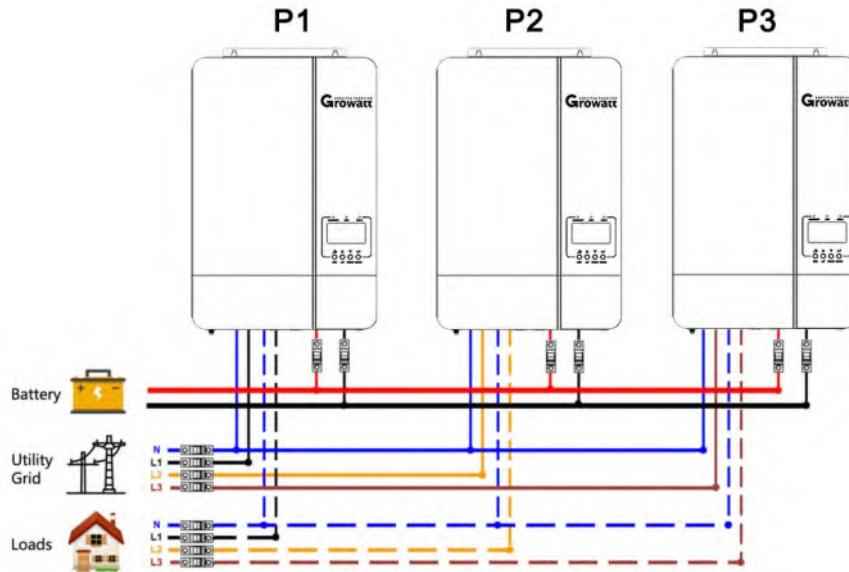 P1 P2 P3
Growatt Growatt Growatt
Battery
+ -
Utility
Grid
N
L1
L2
L3
Loads
N
L1
L2
L3